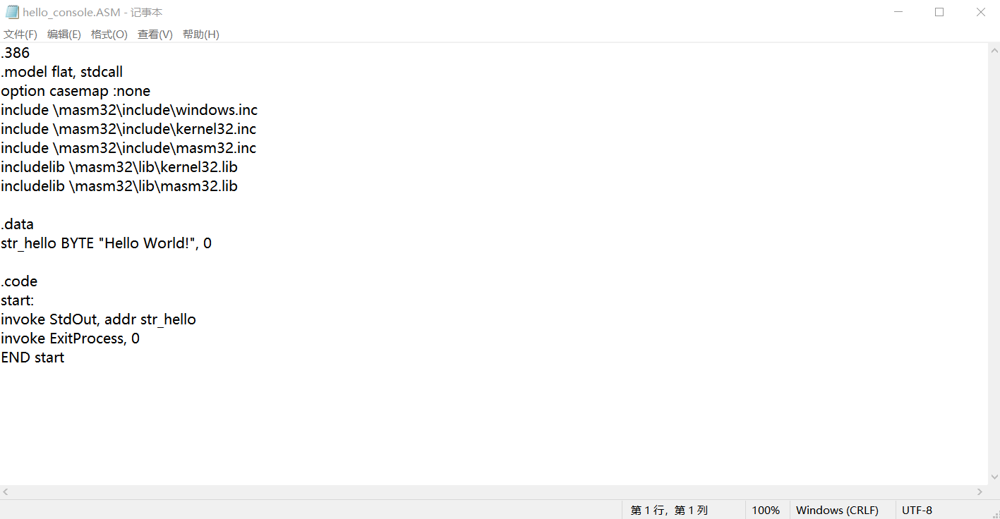 hello_console.ASM - 记事本
文件(F) 编辑(E) 格式(O) 查看(V) 帮助(H)
.386
.model flat, stdcall
option casemap :none
include \masm32\include\windows.inc
include \masm32\include\kernel32.inc
include \masm32\include\masm32.inc
includelib \masm32\lib\kernel32.lib
includelib \masm32\lib\masm32.lib
.data
str_hello BYTE "Hello World!", 0
.code
start:
invoke StdOut, addr str_hello
invoke ExitProcess, 0
END start
第 1 行，第 1 列 100% Windows (CRLF) UTF-8